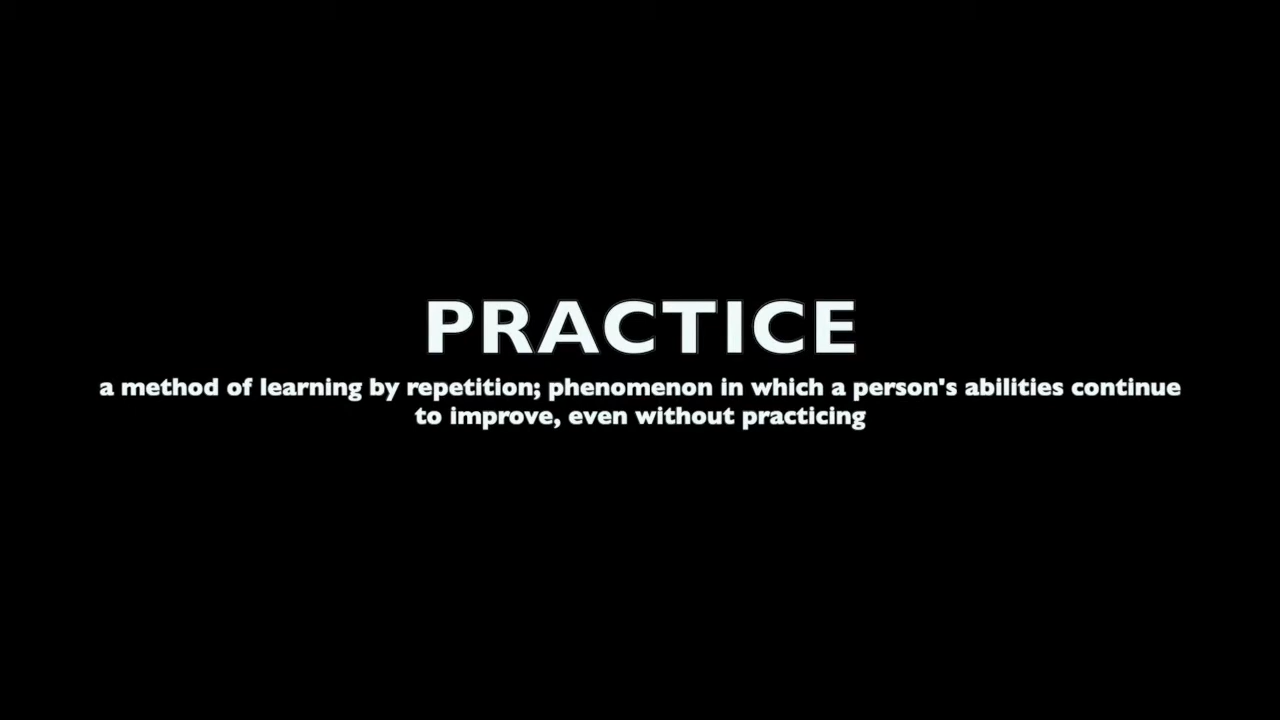 PRACTICE
a method of learning by repetition; phenomenon in which a person's abilities continue
to improve, even without practicing